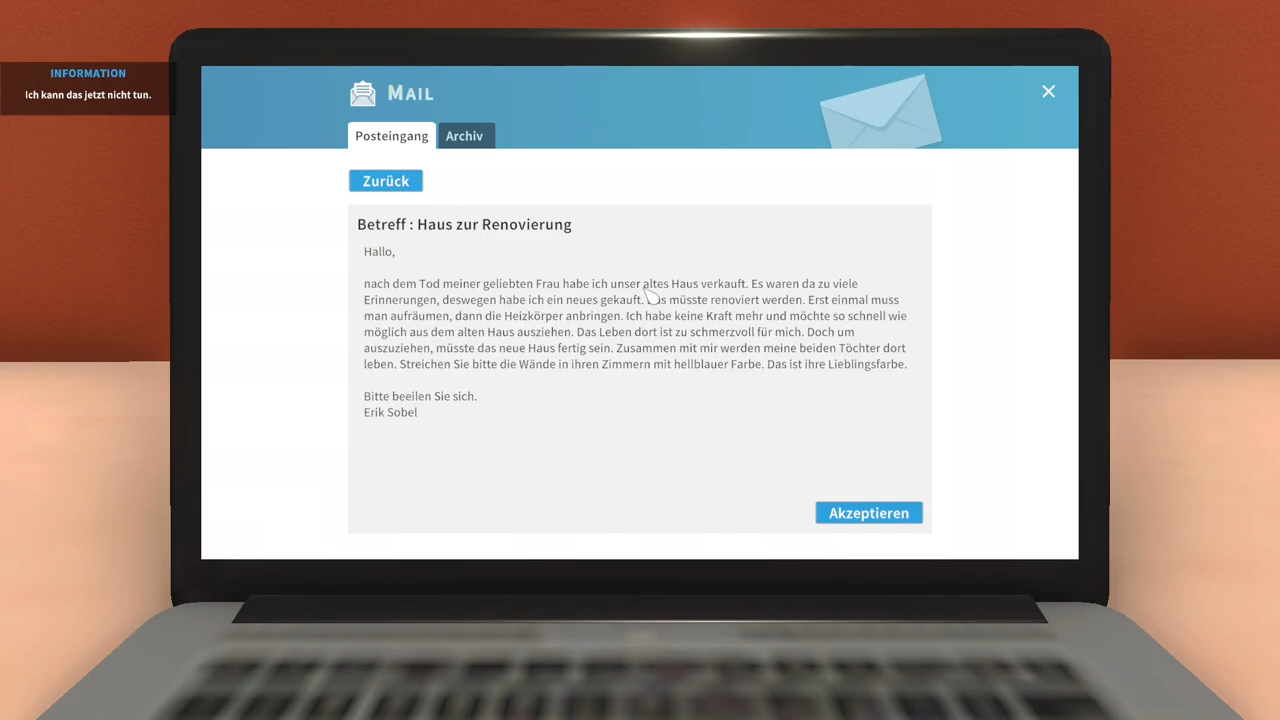 INFORMATION
Ich kann das jetzt nicht tun.
MAIL
Posteingang
Archiv
Zurück
Betreff : Haus zur Renovierung
Hallo,
nach dem Tod meiner geliebten Frau habe ich unser altes Haus verkauft. Es waren da zu viele
Erinnerungen, deswegen habe ich ein neues gekauft. müsste renoviert werden. Erst einmal muss
man aufräumen, dann die Heizkörper anbringen. Ich habe keine Kraft mehr und möchte so schnell wie
möglich aus dem alten Haus ausziehen. Das Leben dort ist zu schmerzvoll für mich. Doch um
auszuziehen, müsste das neue Haus fertig sein. Zusammen mit mir werden meine beiden Töchter dort
leben. Streichen Sie bitte die Wände in ihren Zimmern mit hellblauer Farbe. Das ist ihre Lieblingsfarbe.
Bitte beeilen Sie sich.
Erik Sobel
Akzeptieren